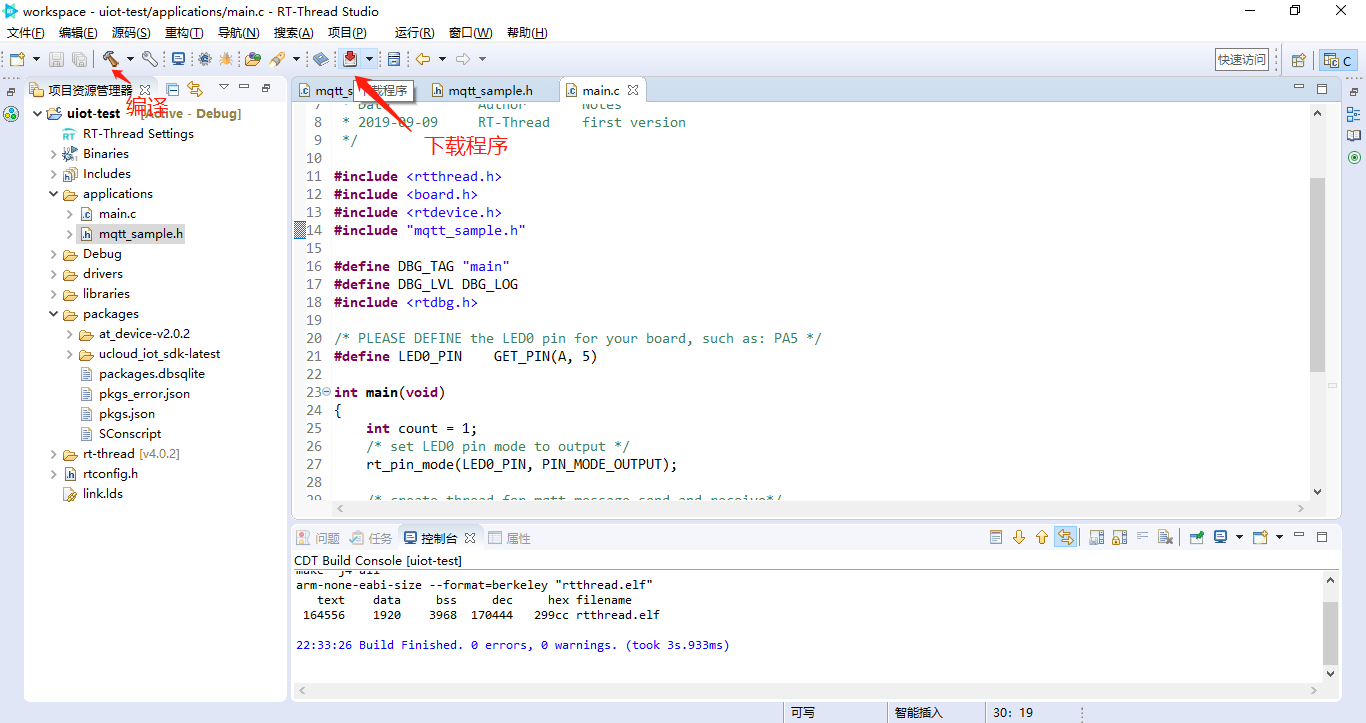 workspace - uiot-test/applications/main.c - RT-Thread Studio
文件(F) 编辑(E) 源码(S) 重构(T) 导航(N) 搜索(A) 项目(P) 运行(R) 窗口(W) 帮助(H)
快速访问
C
项目资源管理器
编译
uiot-test [Active - Debug]
RT-Thread Settings
Binaries
Includes
applications
main.c
mqtt_sample.h
Debug
drivers
libraries
packages
at_device-v2.0.2
ucloud_iot_sdk-latest
packages.dbsqlite
pkgs_error.json
pkgs.json
SConscript
rt-thread [v4.0.2]
rtconfig.h
link.lds
mqtt_s 下载程序 mqtt_sample.h main.c
下载程序
7 * Date Author Notes
8 * 2019-09-09 RT-Thread first version
9 */
10
11 #include <rtthread.h>
12 #include <board.h>
13 #include <rtdevice.h>
14 #include "mqtt_sample.h"
15
16 #define DBG_TAG "main"
17 #define DBG_LVL DBG_LOG
18 #include <rtdbg.h>
19
20 /* PLEASE DEFINE the LED0 pin for your board, such as: PA5 */
21 #define LED0_PIN GET_PIN(A, 5)
22
23 int main(void)
24 {
25 int count = 1;
26 /* set LED0 pin mode to output */
27 rt_pin_mode(LED0_PIN, PIN_MODE_OUTPUT);
28
29 /* create thread for mqtt message send and receive*/
问题 任务 控制台 属性
CDT Build Console [uiot-test]
make -j4 all
arm-none-eabi-size --format=berkeley "rtthread.elf"
text data bss dec hex filename
164556 1920 3968 170444 299cc rtthread.elf
22:33:26 Build Finished. 0 errors, 0 warnings. (took 3s.933ms)
可写 智能插入 30: 19